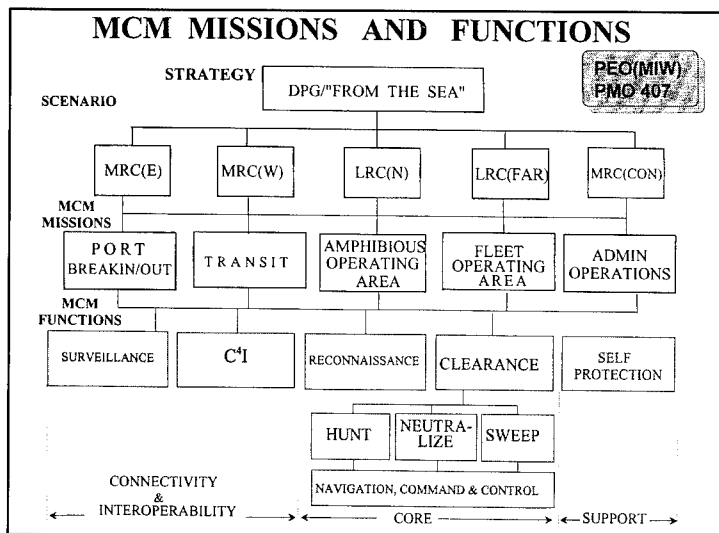 MCM MISSIONS AND FUNCTIONS
PEO(MIW)
PMO 407
STRATEGY
DPG/"FROM THE SEA"
SCENARIO
MRC(E)
MRC(W)
LRC(N)
LRC(FAR)
MRC(CON)
MCM
MISSIONS
PORT
BREAKIN/OUT
TRANSIT
AMPHIBIOUS
OPERATING
AREA
FLEET
OPERATING
AREA
ADMIN
OPERATIONS
MCM
FUNCTIONS
SURVEILLANCE
C⁴I
RECONNAISSANCE
CLEARANCE
SELF
PROTECTION
HUNT
NEUTRA-
LIZE
SWEEP
NAVIGATION, COMMAND & CONTROL
CONNECTIVITY
&
INTEROPERABILITY
CORE
SUPPORT